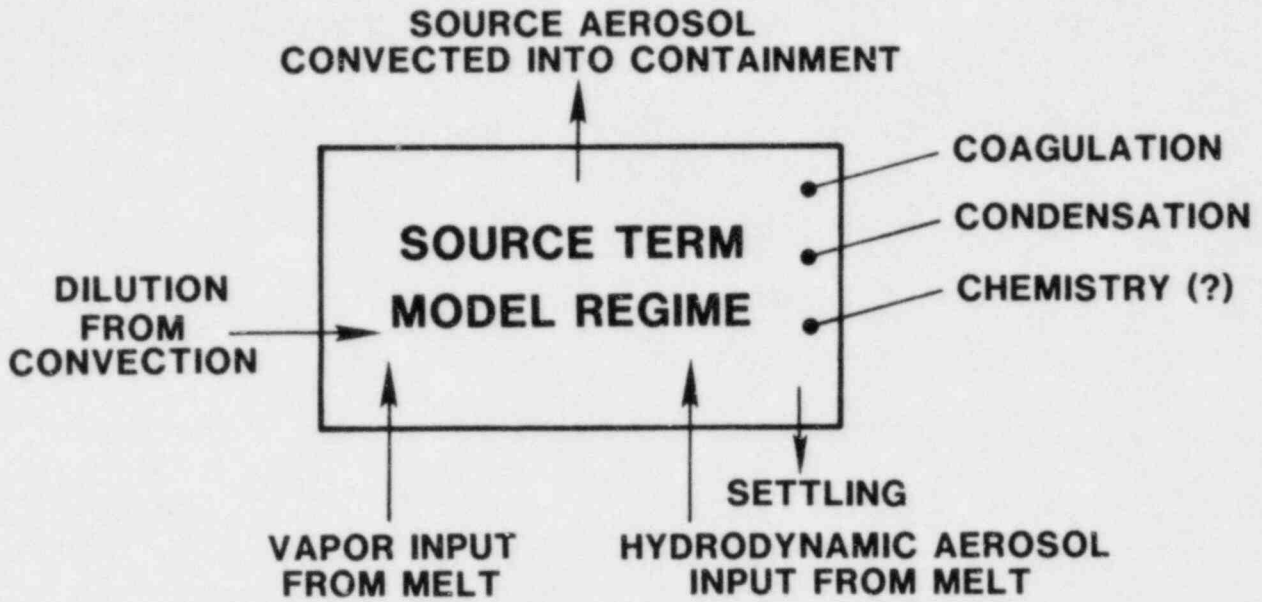 SOURCE AEROSOL
CONVECTED INTO CONTAINMENT
COAGULATION
CONDENSATION
CHEMISTRY (?)
SOURCE TERM
MODEL REGIME
DILUTION
FROM
CONVECTION
SETTLING
VAPOR INPUT
FROM MELT
HYDRODYNAMIC AEROSOL
INPUT FROM MELT